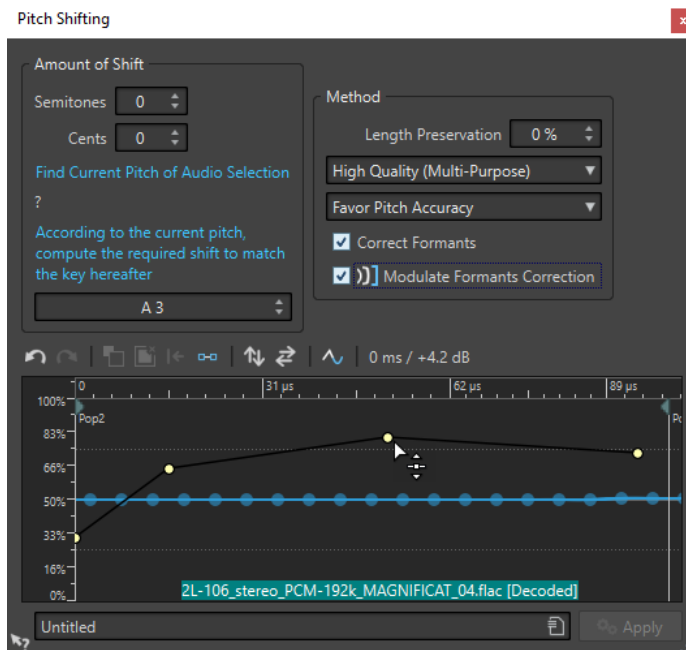 Pitch Shifting
x
Amount of Shift
Semitones 0
Cents 0
Find Current Pitch of Audio Selection
?
According to the current pitch,
compute the required shift to match
the key hereafter
A 3
Method
Length Preservation 0 %
High Quality (Multi-Purpose)
Favor Pitch Accuracy
Correct Formants
Modulate Formants Correction
0 ms / +4.2 dB
0 31 µs 62 µs 89 µs
100%
Pop2
83%
66%
50%
33%
16%
0%
2L-106_stereo_PCM-192k_MAGNIFICAT_04.flac [Decoded]
Untitled
Apply
?